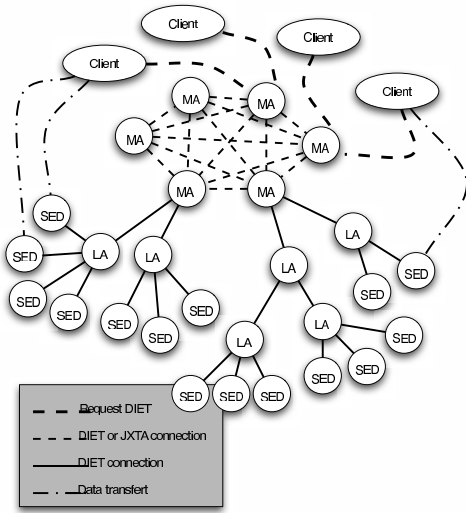 Client
Client
Client
Client
MA
MA
MA
MA
MA
MA
SED
LA
SED
LA
LA
SED
LA
SED
SED
SED
SED
SED
LA
SED
SED
LA
SED
SED
SED
SED
SED
SED
Request DIET
DIET or JXTA connection
DIET connection
Data transfert